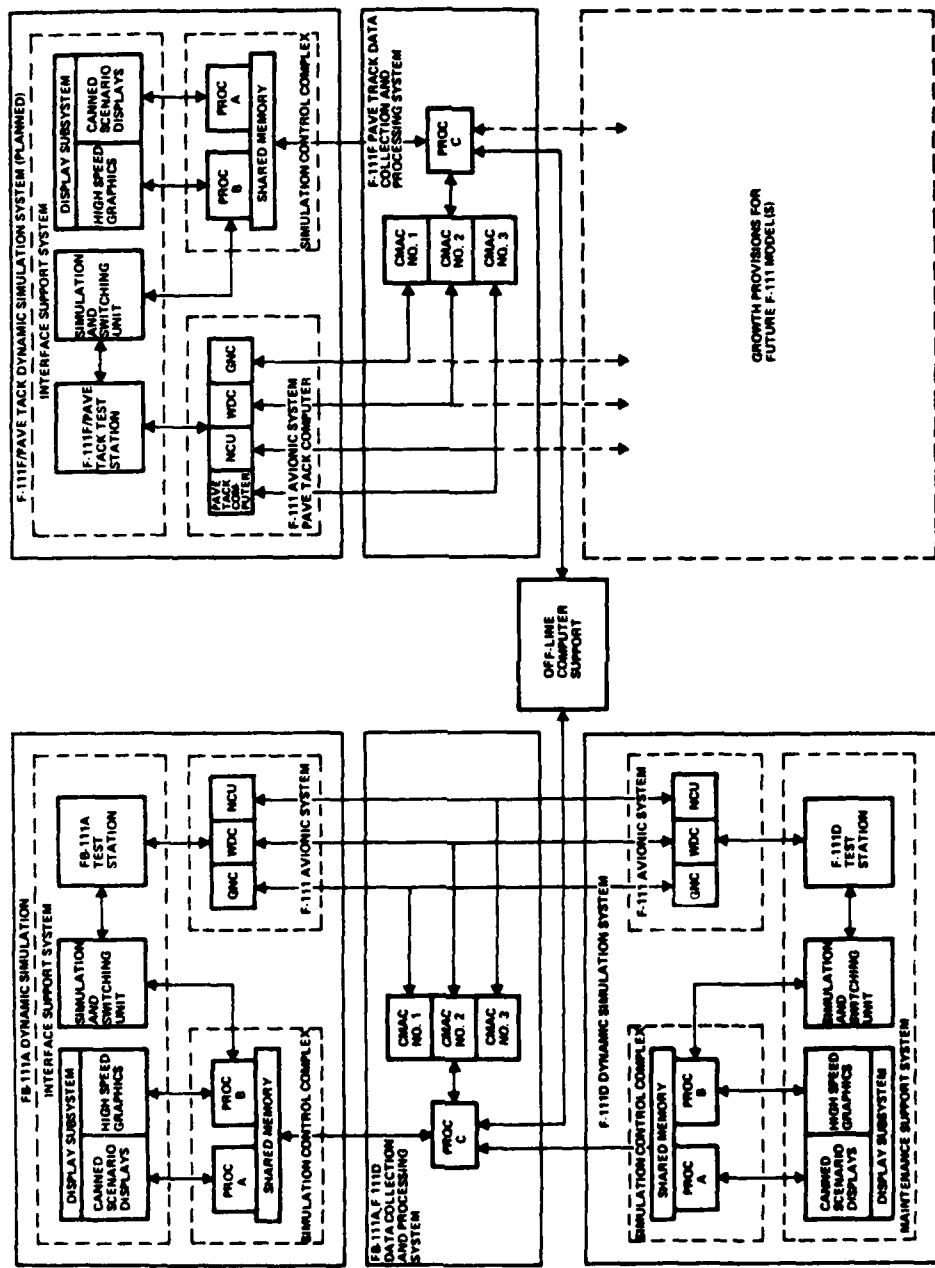 FB-111A DYNAMIC SIMULATION
INTERFACE SUPPORT SYSTEM
DISPLAY SUBSYSTEM
CANNED
SCENARIO
DISPLAYS
HIGH SPEED
GRAPHICS
SIMULATION
AND
SWITCHING
UNIT
FB-111A
TEST
STATION
PROC
A
PROC
B
SHARED MEMORY
SIMULATION CONTROL COMPLEX
GNC
WDC
NCU
F-111 AVIONIC SYSTEM
FB-111A, F 111D
DATA COLLECTION
AND PROCESSING
SYSTEM
PROC
C
CMAC
NO. 1
CMAC
NO. 2
CMAC
NO. 3
F-111D DYNAMIC SIMULATION SYSTEM
SIMULATION CONTROL COMPLEX
SHARED MEMORY
PROC
A
PROC
B
F-111 AVIONIC SYSTEM
GNC
WDC
NCU
CANNED
SCENARIO
DISPLAYS
HIGH SPEED
GRAPHICS
DISPLAY SUBSYSTEM
SIMULATION
AND
SWITCHING
UNIT
F-111D
TEST
STATION
MAINTENANCE SUPPORT SYSTEM
OFF-LINE
COMPUTER
SUPPORT
F-111F/PAVE TACK DYNAMIC SIMULATION SYSTEM (PLANNED)
INTERFACE SUPPORT SYSTEM
F-111F/PAVE
TACK TEST
STATION
SIMULATION
AND
SWITCHING
UNIT
DISPLAY SUBSYSTEM
HIGH SPEED
GRAPHICS
CANNED
SCENARIO
DISPLAYS
PAVE
TACK
COM-
PUTER
NCU
WDC
GNC
F-111 AVIONIC SYSTEM
PAVE TACK COMPUTER
PROC
B
PROC
A
SHARED MEMORY
SIMULATION CONTROL COMPLEX
F-111F PAVE TRACK DATA
COLLECTION AND
PROCESSING SYSTEM
CMAC
NO. 1
CMAC
NO. 2
CMAC
NO. 3
PROC
C
GROWTH PROVISIONS FOR
FUTURE F-111 MODEL(S)